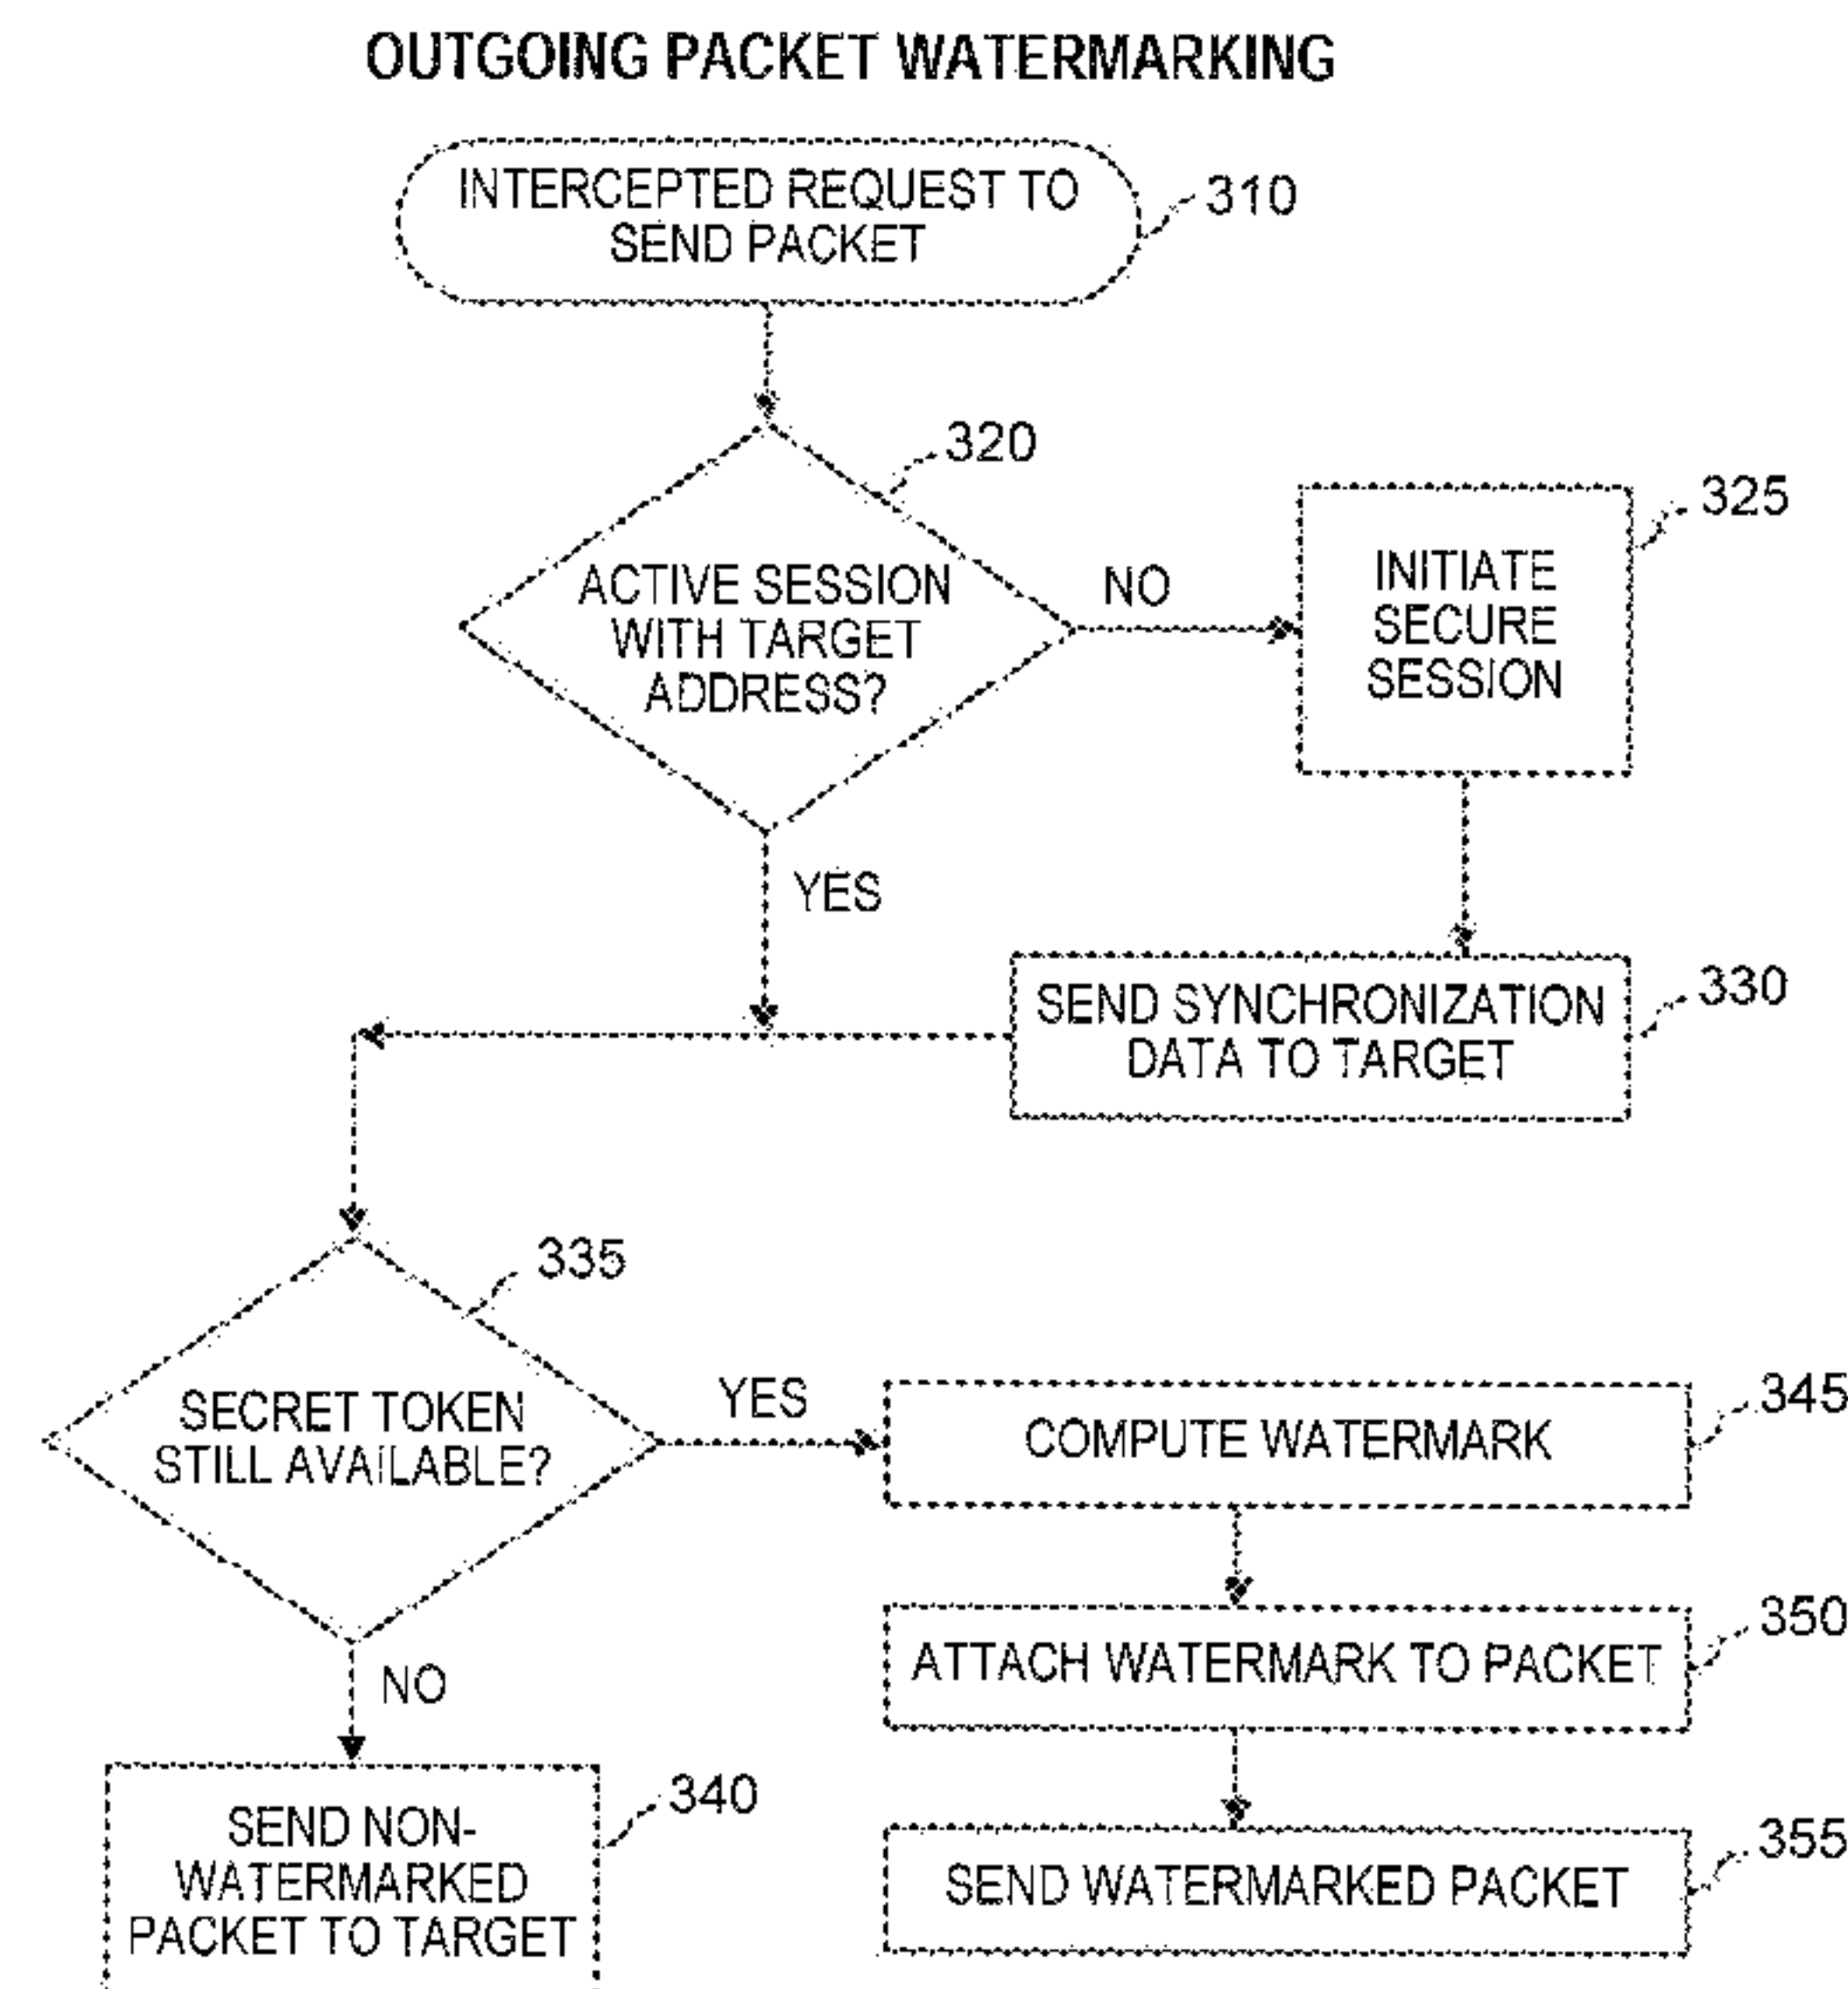 OUTGOING PACKET WATERMARKING
INTERCEPTED REQUEST TO
SEND PACKET
310
320
ACTIVE SESSION
WITH TARGET
ADDRESS?
NO
325
INITIATE
SECURE
SESSION
YES
330
SEND SYNCHRONIZATION
DATA TO TARGET
335
SECRET TOKEN
STILL AVAILABLE?
YES
345
COMPUTE WATERMARK
350
ATTACH WATERMARK TO PACKET
NO
340
SEND NON-
WATERMARKED
PACKET TO TARGET
355
SEND WATERMARKED PACKET